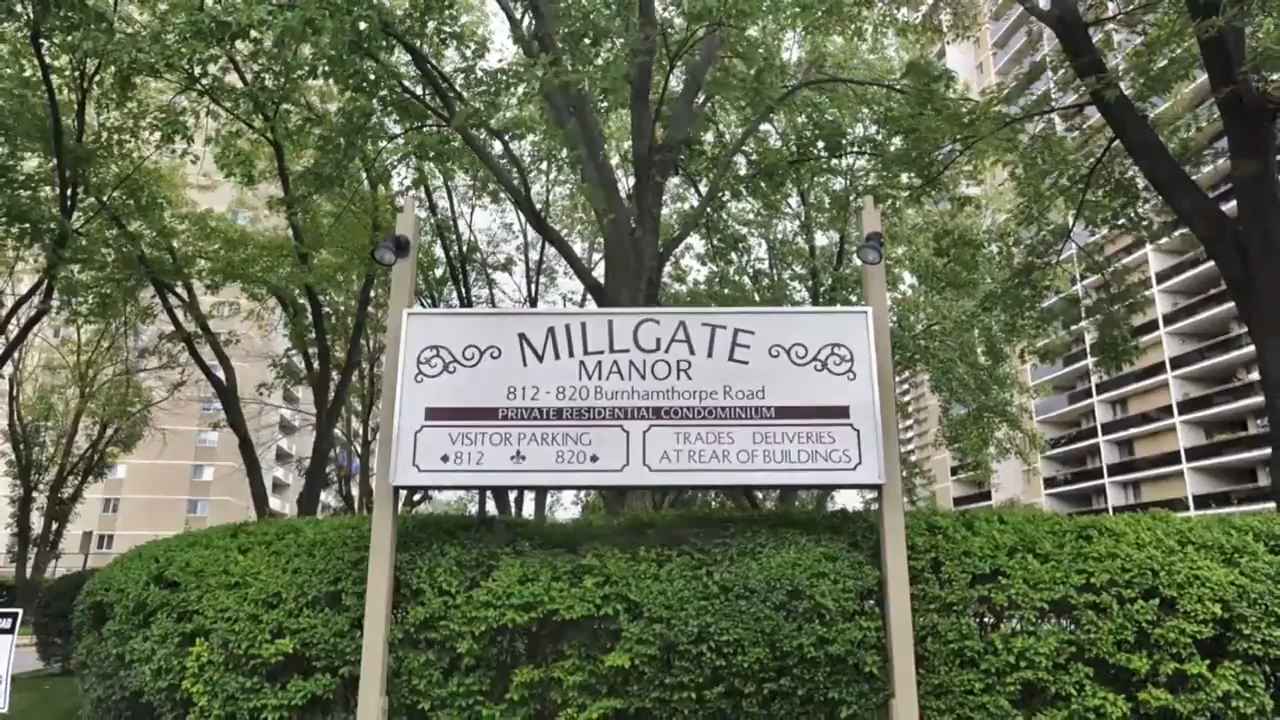 MILLGATE
MANOR
812 - 820 Burnhamthorpe Road
PRIVATE RESIDENTIAL CONDOMINIUM
VISITOR PARKING
812 820
TRADES DELIVERIES
AT REAR OF BUILDINGS